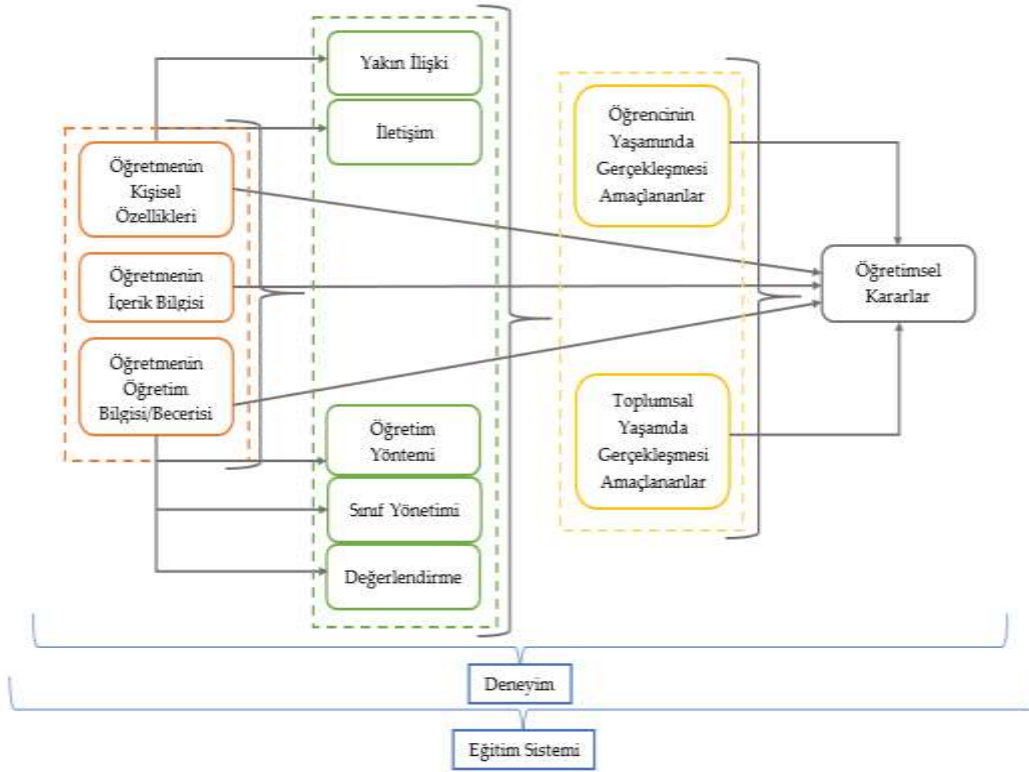 Yakın İlişki
İletişim
Öğretmenin
Kişisel
Özellikleri
Öğretmenin
İçerik Bilgisi
Öğretmenin
Öğretim
Bilgisi/Becerisi
Öğretim
Yöntemi
Sınıf Yönetimi
Değerlendirme
Öğrencinin
Yaşamında
Gerçekleşmesi
Amaçlananlar
Toplumsal
Yaşamda
Gerçekleşmesi
Amaçlananlar
Öğretimsel
Kararlar
Deneyim
Eğitim Sistemi